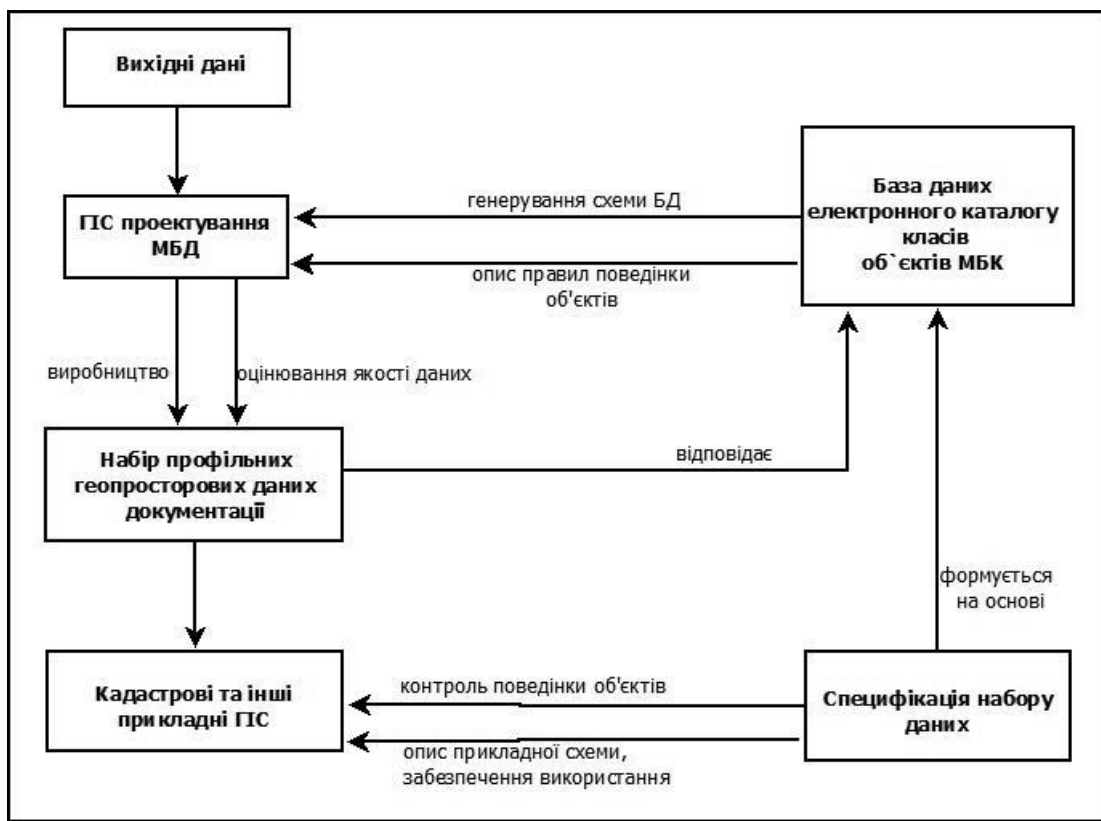 Вихідні дані
База даних
електронного каталогу
класів
об`єктів МБК
генерування схеми БД
ГІС проектування
МБД
опис правил поведінки
об'єктів
виробництво
оцінювання якості даних
Набір профільних
геопросторових даних
документації
відповідає
формується
на основі
Кадастрові та інші
прикладні ГІС
контроль поведінки об'єктів
Специфікація набору
даних
опис прикладної схеми,
забезпечення використання